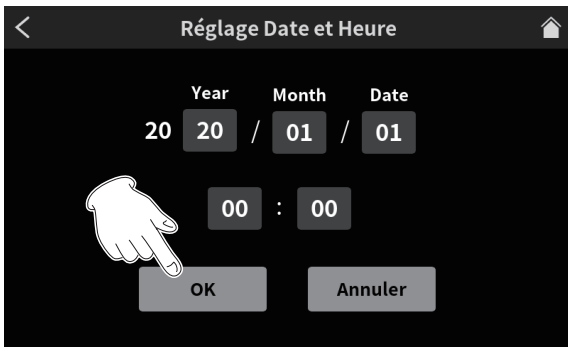 Réglage Date et Heure
Year Month Date
20 20 / 01 / 01
00 : 00
OK Annuler